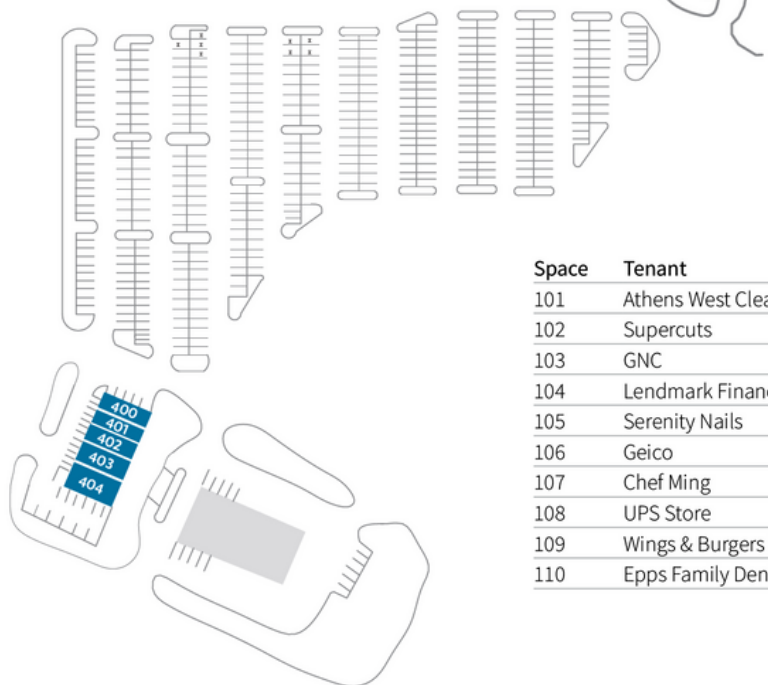 400
401
402
403
404
Space Tenant
101 Athens West Clea
102 Supercuts
103 GNC
104 Lendmark Financ
105 Serenity Nails
106 Geico
107 Chef Ming
108 UPS Store
109 Wings & Burgers
110 Epps Family Den